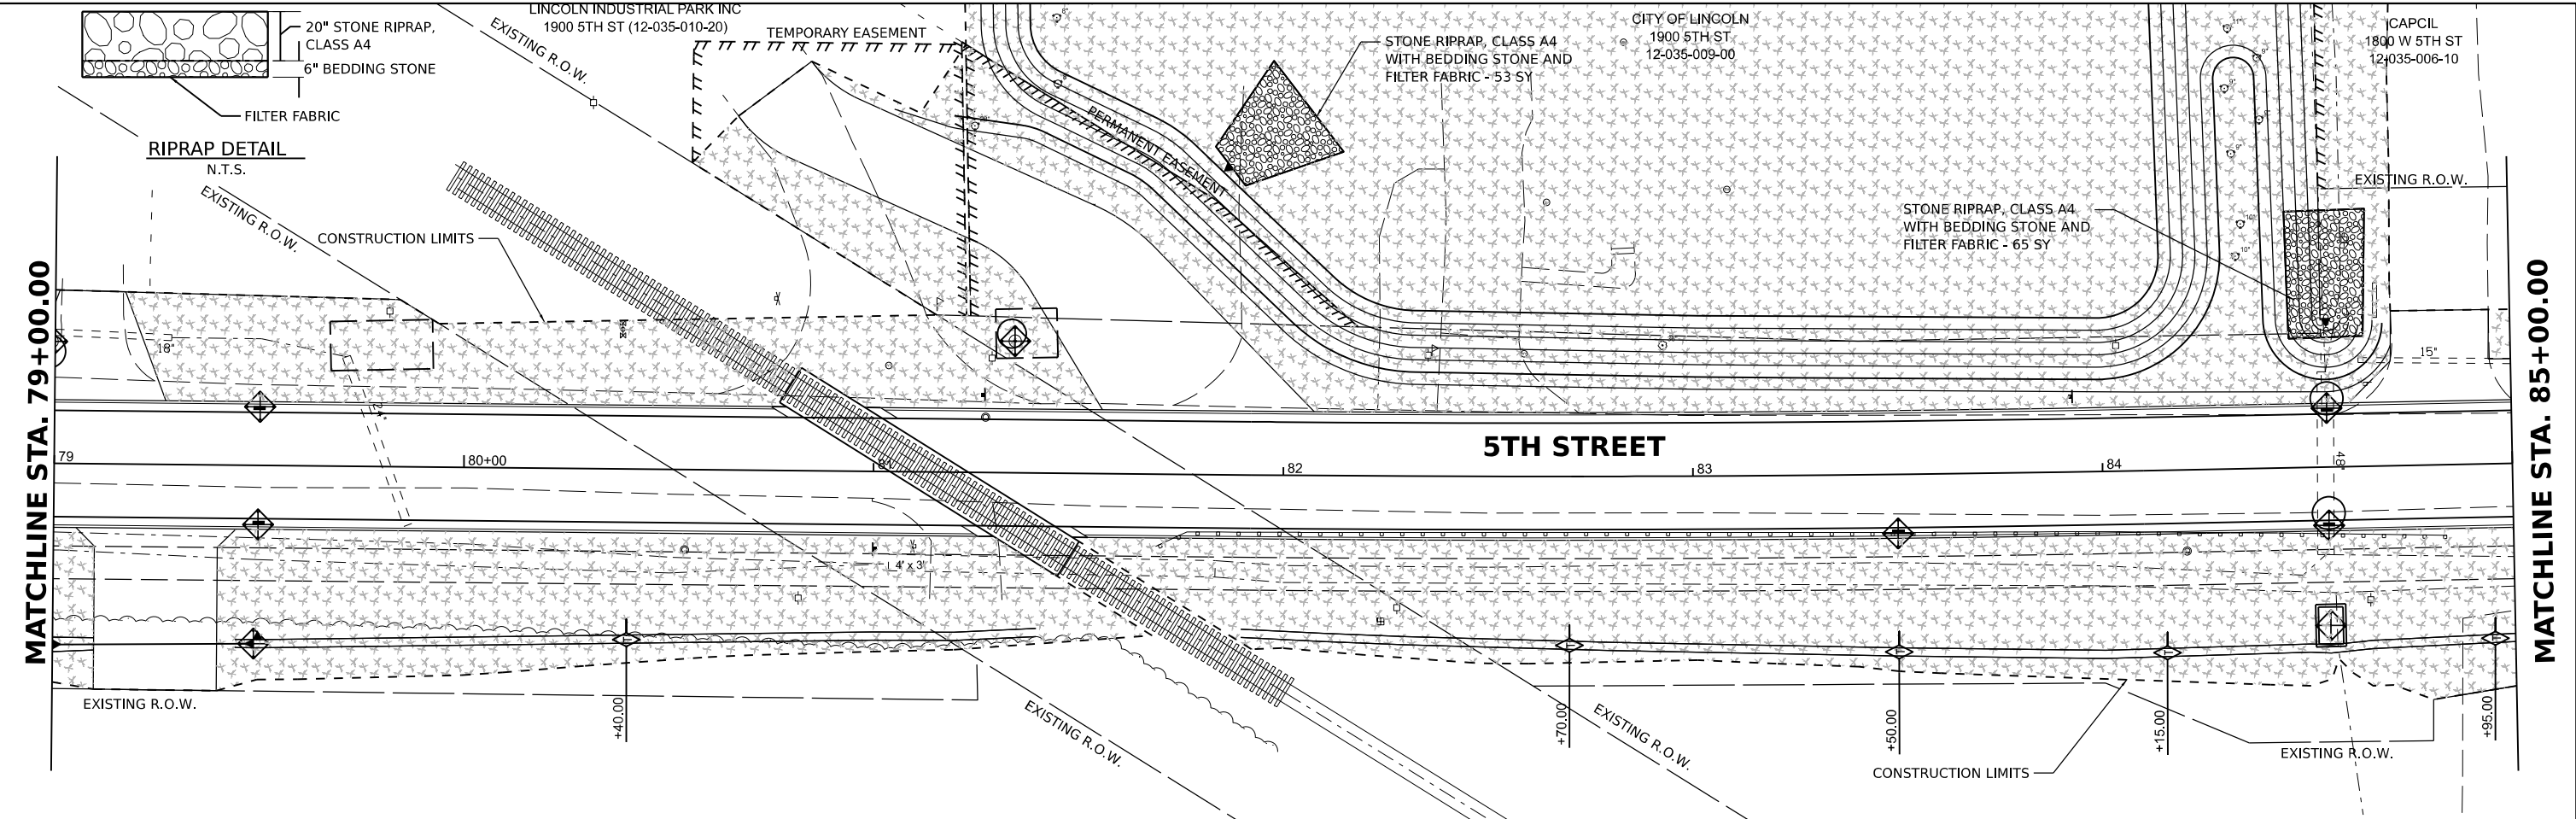 20" STONE RIPRAP,
CLASS A4
6" BEDDING STONE
FILTER FABRIC
RIPRAP DETAIL
N.T.S.
EXISTING R.O.W.
LINCOLN INDUSTRIAL PARK INC
1900 5TH ST (12-035-010-20)
TEMPORARY EASEMENT
STONE RIPRAP, CLASS A4
WITH BEDDING STONE AND
FILTER FABRIC - 53 SY
CITY OF LINCOLN
1900 5TH ST
12-035-009-00
CAPCIL
1800 W 5TH ST
12-035-006-10
PERMANENT EASEMENT
EXISTING R.O.W.
EXISTING R.O.W.
CONSTRUCTION LIMITS
STONE RIPRAP, CLASS A4
WITH BEDDING STONE AND
FILTER FABRIC - 65 SY
MATCHLINE STA. 79+00.00
18"
24"
15"
MATCHLINE STA. 85+00.00
5TH STREET
79
80+00
81
82
83
84
48"
4' x 3'
EXISTING R.O.W.
+40.00
EXISTING R.O.W.
+70.00
EXISTING R.O.W.
+50.00
+15.00
+95.00
EXISTING R.O.W.
CONSTRUCTION LIMITS